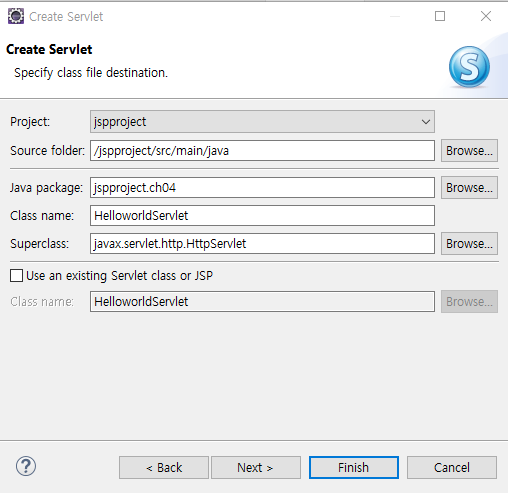 Create Servlet
Create Servlet
Specify class file destination.
S
Project: jspproject
Source folder: /jspproject/src/main/java Browse...
Java package: jspproject.ch04 Browse...
Class name: HelloworldServlet
Superclass: javax.servlet.http.HttpServlet Browse...
Use an existing Servlet class or JSP
Class name: HelloworldServlet Browse...
? < Back Next > Finish Cancel